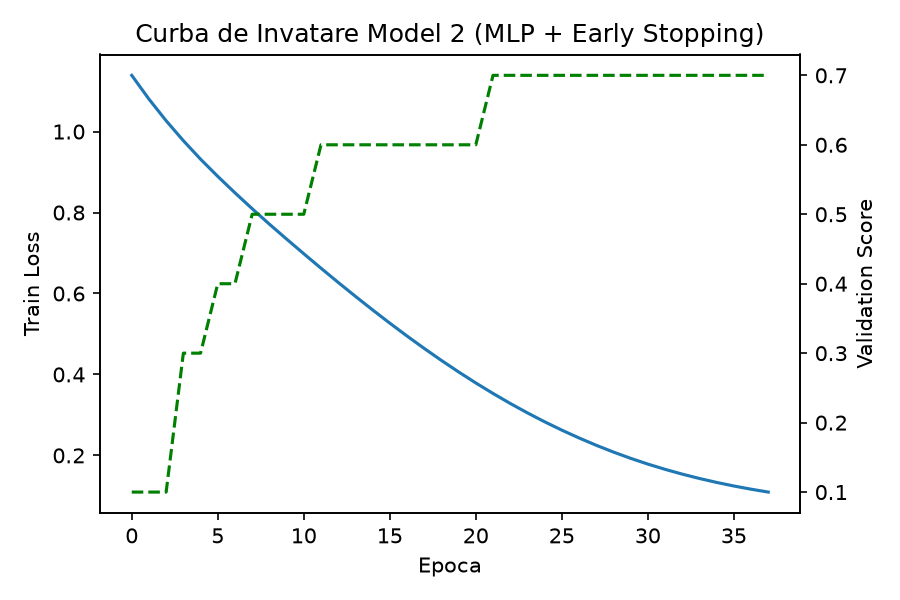 Curba de Invatare Model 2 (MLP + Early Stopping)
Train Loss
1.0
0.8
0.6
0.4
0.2
0.7
0.6
0.5
0.4
0.3
0.2
0.1
Validation Score
0 5 10 15 20 25 30 35
Epoca